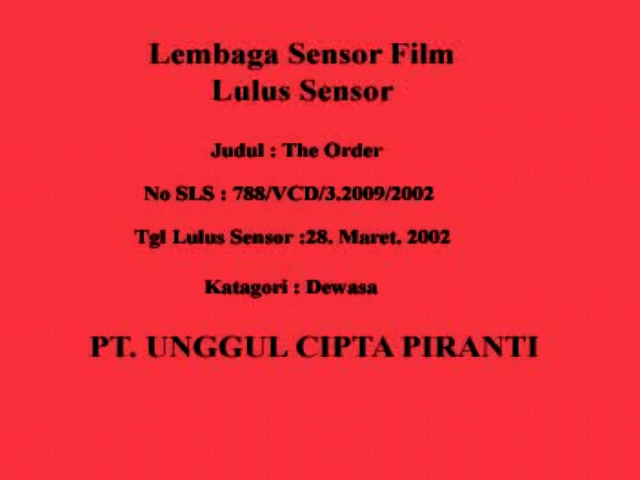 Lembaga Sensor Film
Lulus Sensor
Judul : The Order
No SLS : 788/VCD/3.2009/2002
Tgl Lulus Sensor :28. Maret. 2002
Katagori : Dewasa
PT. UNGGUL CIPTA PIRANTI